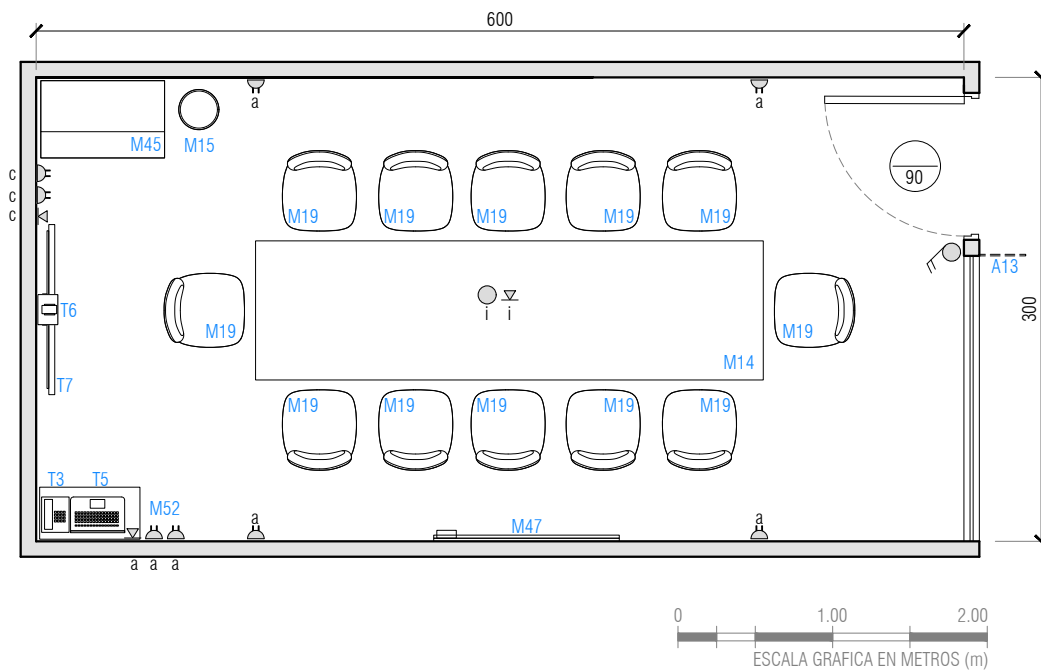 600
a a
M45 M15
90
c
c
c
M19 M19 M19 M19 M19
A13
300
T6
i i
M19 M19
M14
T7
M19 M19 M19 M19 M19
T3 T5
M52
a a
M47
a a a
0 1.00 2.00
ESCALA GRAFICA EN METROS (m)